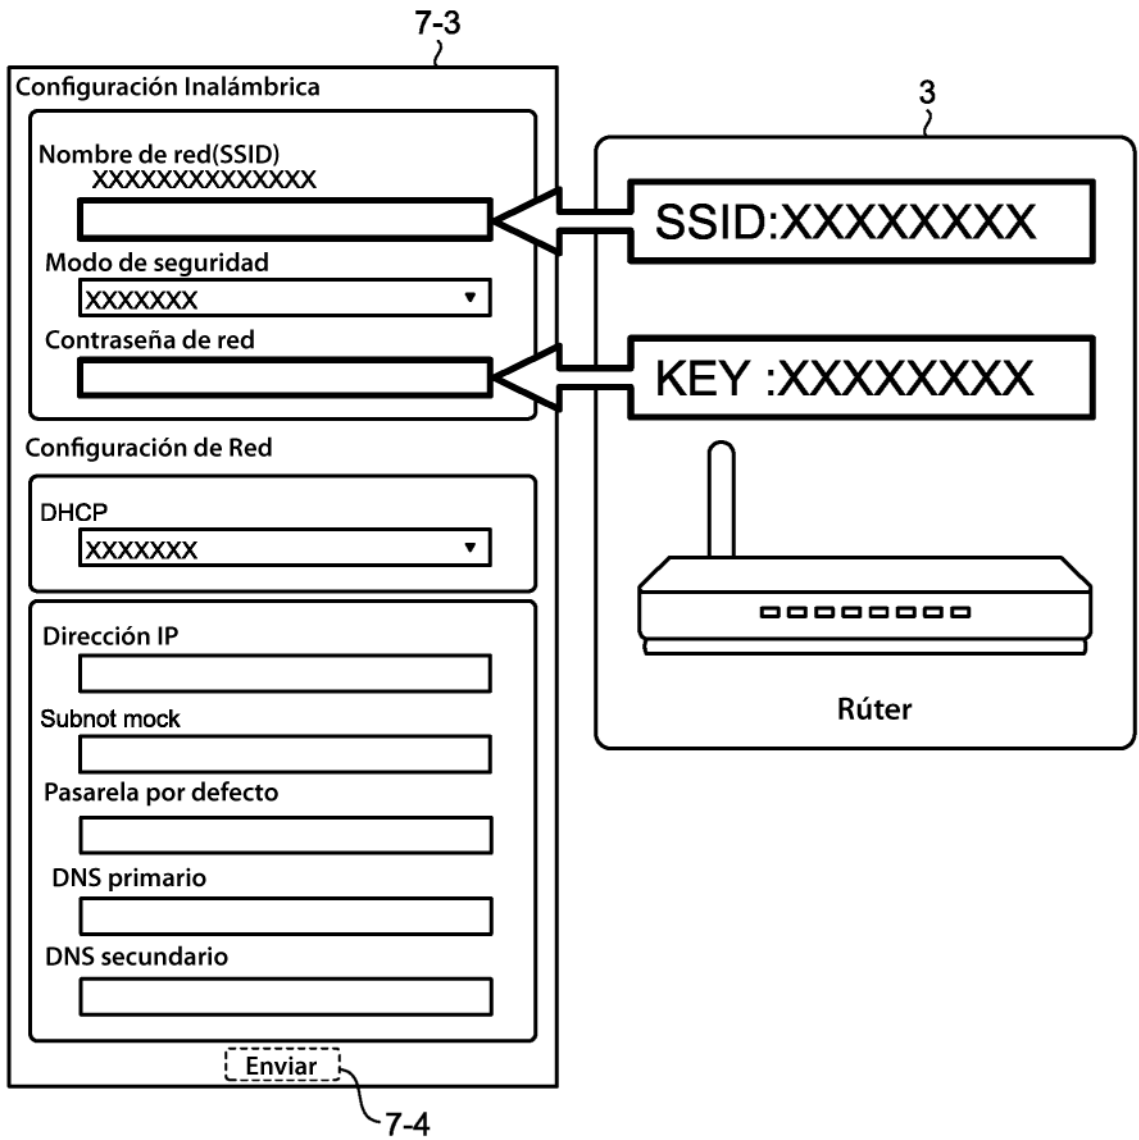 7-3
Configuración Inalámbrica
Nombre de red(SSID)
XXXXXXXXXXXXXX
Modo de seguridad
XXXXXXX
Contraseña de red
Configuración de Red
DHCP
XXXXXXX
Dirección IP
Subnot mock
Pasarela por defecto
DNS primario
DNS secundario
Enviar
7-4
3
SSID:XXXXXXXX
KEY :XXXXXXXX
Rúter